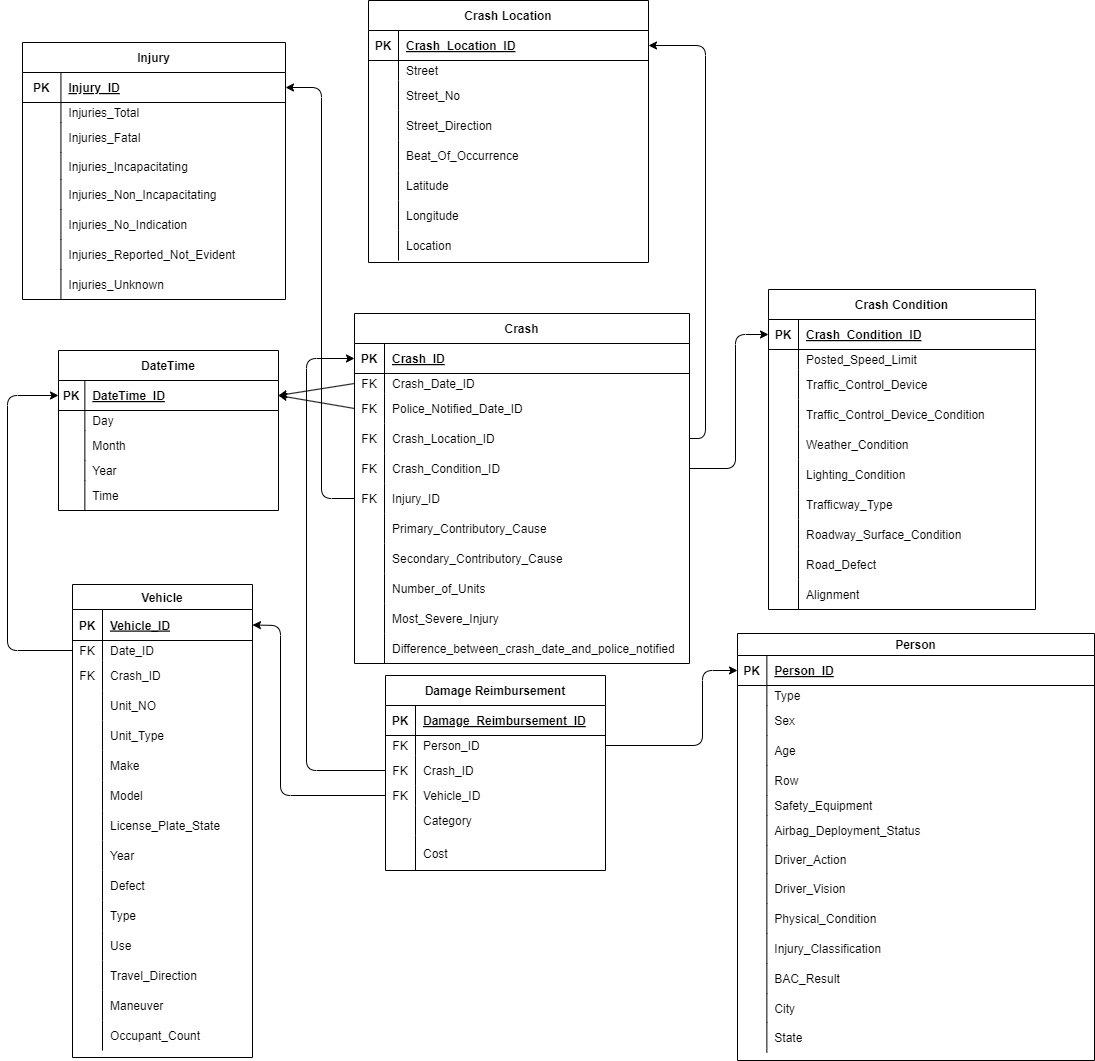 Crash Location
PK Crash_Location_ID
Street
Street_No
Street_Direction
Beat_Of_Occurrence
Latitude
Longitude
Location
Injury
PK Injury_ID
Injuries_Total
Injuries_Fatal
Injuries_Incapacitating
Injuries_Non_Incapacitating
Injuries_No_Indication
Injuries_Reported_Not_Evident
Injuries_Unknown
Crash Condition
PK Crash_Condition_ID
Posted_Speed_Limit
Traffic_Control_Device
Traffic_Control_Device_Condition
Weather_Condition
Lighting_Condition
Trafficway_Type
Roadway_Surface_Condition
Road_Defect
Alignment
Crash
PK Crash_ID
FK Crash_Date_ID
FK Police_Notified_Date_ID
FK Crash_Location_ID
FK Crash_Condition_ID
FK Injury_ID
Primary_Contributory_Cause
Secondary_Contributory_Cause
Number_of_Units
Most_Severe_Injury
Difference_between_crash_date_and_police_notified
DateTime
PK DateTime_ID
Day
Month
Year
Time
Vehicle
PK Vehicle_ID
FK Date_ID
FK Crash_ID
Unit_NO
Unit_Type
Make
Model
License_Plate_State
Year
Defect
Type
Use
Travel_Direction
Maneuver
Occupant_Count
Damage Reimbursement
PK Damage_Reimbursement_ID
FK Person_ID
FK Crash_ID
FK Vehicle_ID
Category
Cost
Person
PK Person_ID
Type
Sex
Age
Row
Safety_Equipment
Airbag_Deployment_Status
Driver_Action
Driver_Vision
Physical_Condition
Injury_Classification
BAC_Result
City
State